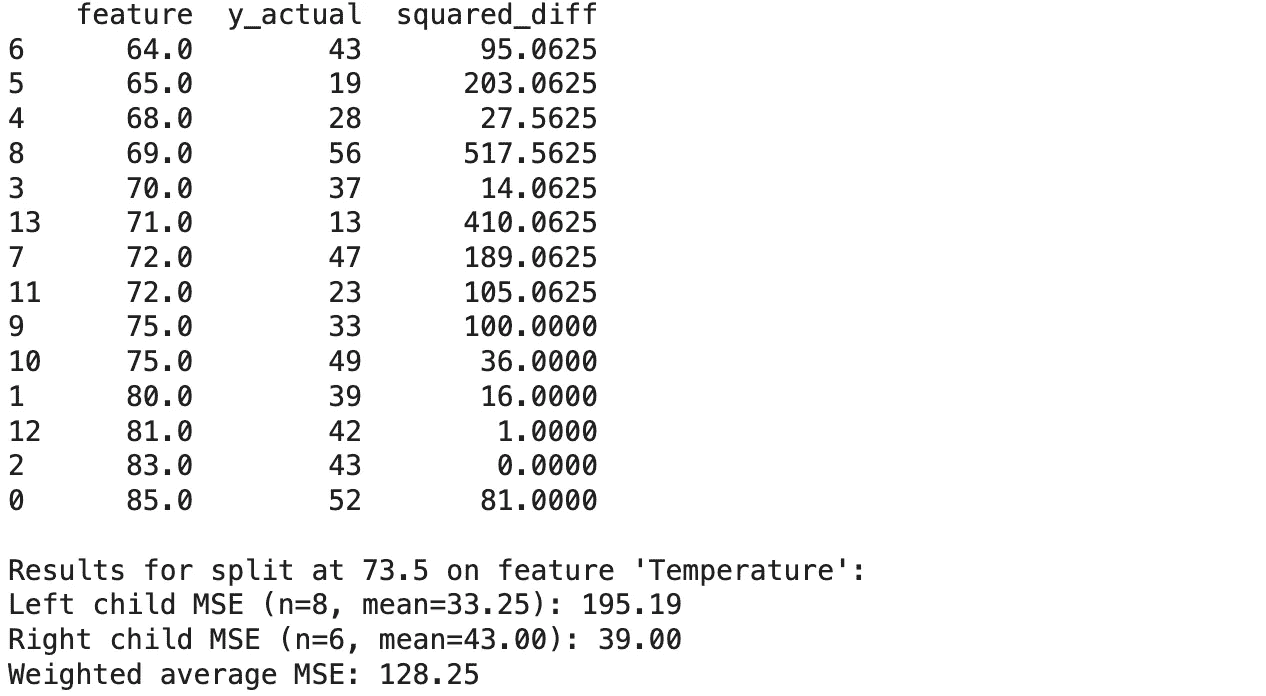 feature y_actual squared_diff
6 64.0 43 95.0625
5 65.0 19 203.0625
4 68.0 28 27.5625
8 69.0 56 517.5625
3 70.0 37 14.0625
13 71.0 13 410.0625
7 72.0 47 189.0625
11 72.0 23 105.0625
9 75.0 33 100.0000
10 75.0 49 36.0000
1 80.0 39 16.0000
12 81.0 42 1.0000
2 83.0 43 0.0000
0 85.0 52 81.0000
Results for split at 73.5 on feature 'Temperature':
Left child MSE (n=8, mean=33.25): 195.19
Right child MSE (n=6, mean=43.00): 39.00
Weighted average MSE: 128.25